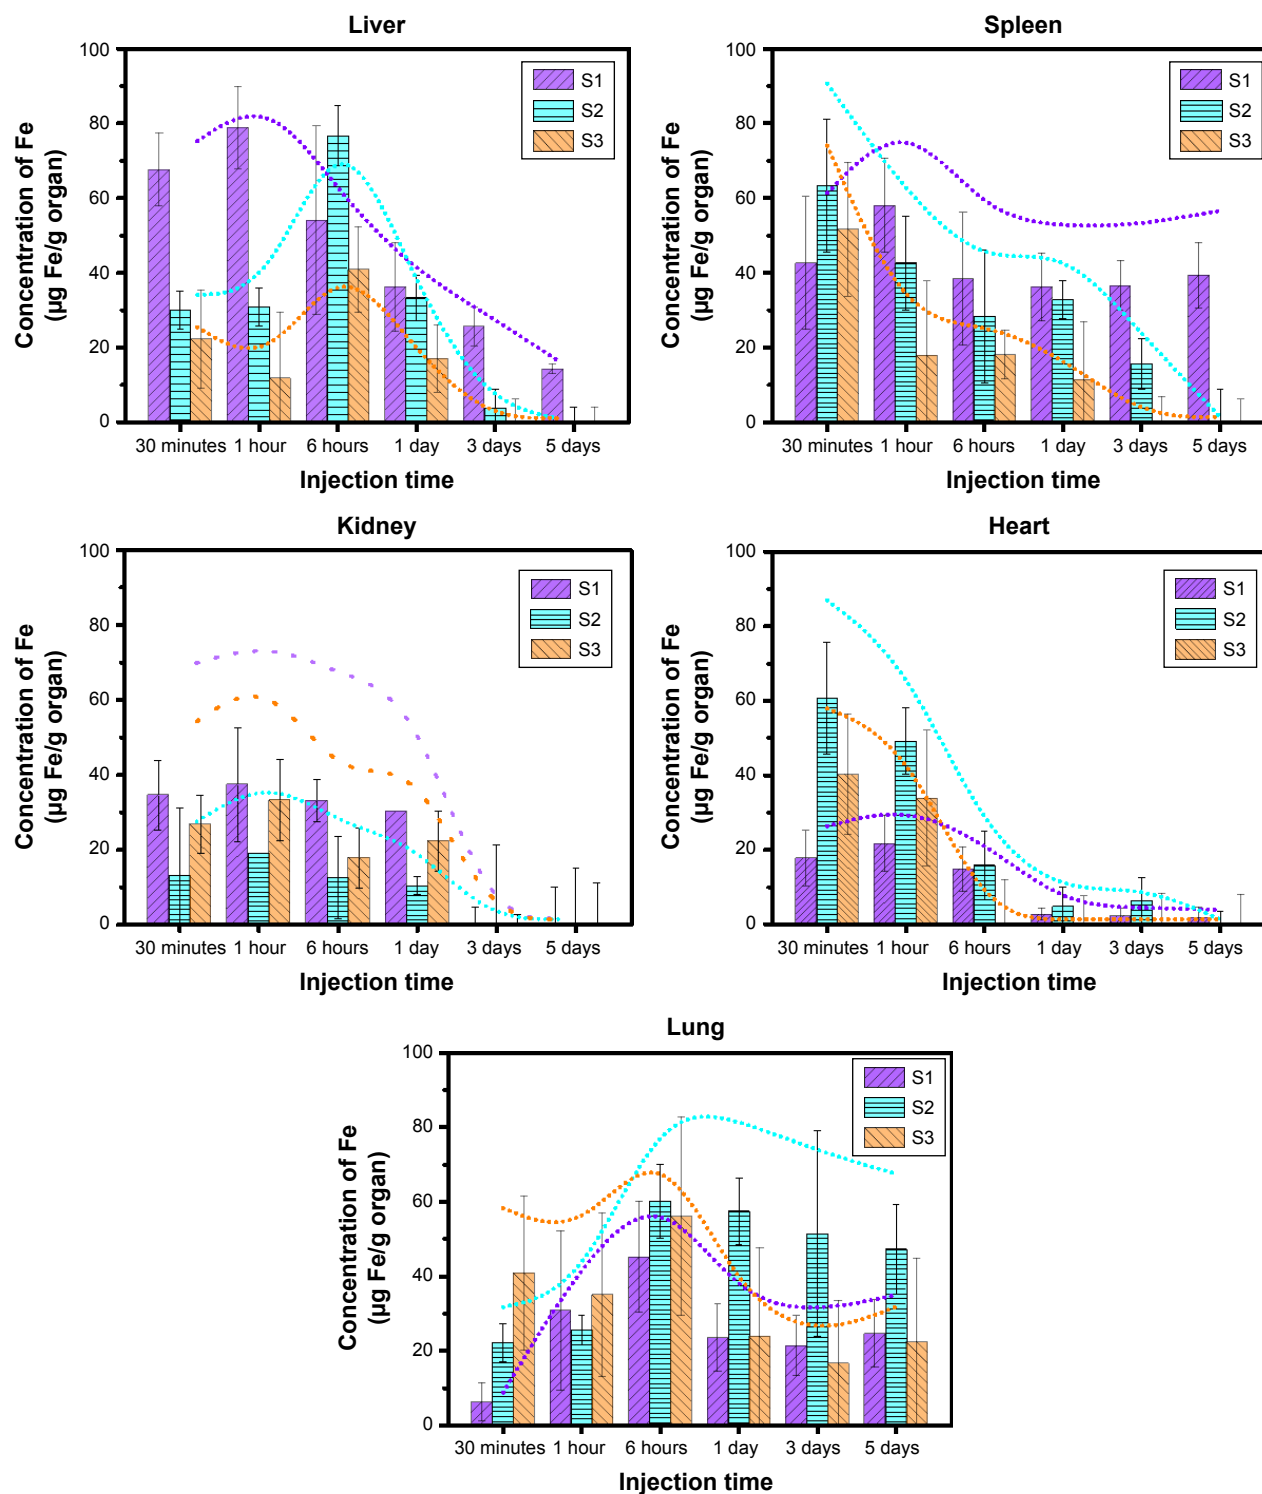 Liver
100
80
60
40
20
0
Concentration of Fe
(µg Fe/g organ)
S1
S2
S3
30 minutes 1 hour 6 hours 1 day 3 days 5 days
Injection time
Spleen
100
80
60
40
20
0
Concentration of Fe
(µg Fe/g organ)
S1
S2
S3
30 minutes 1 hour 6 hours 1 day 3 days 5 days
Injection time
Kidney
100
80
60
40
20
0
Concentration of Fe
(µg Fe/g organ)
S1
S2
S3
30 minutes 1 hour 6 hours 1 day 3 days 5 days
Injection time
Heart
100
80
60
40
20
0
Concentration of Fe
(µg Fe/g organ)
S1
S2
S3
30 minutes 1 hour 6 hours 1 day 3 days 5 days
Injection time
Lung
100
80
60
40
20
0
Concentration of Fe
(µg Fe/g organ)
S1
S2
S3
30 minutes 1 hour 6 hours 1 day 3 days 5 days
Injection time